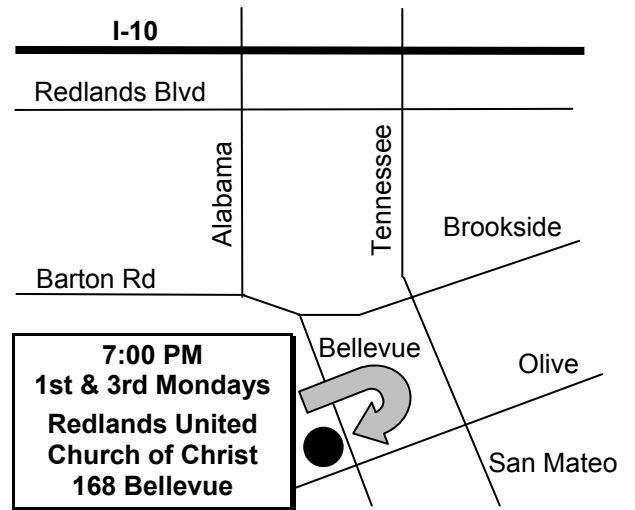 I-10
Redlands Blvd
Alabama
Tennessee
Brookside
Barton Rd
7:00 PM
1st & 3rd Mondays
Redlands United
Church of Christ
168 Bellevue
Bellevue
Olive
San Mateo